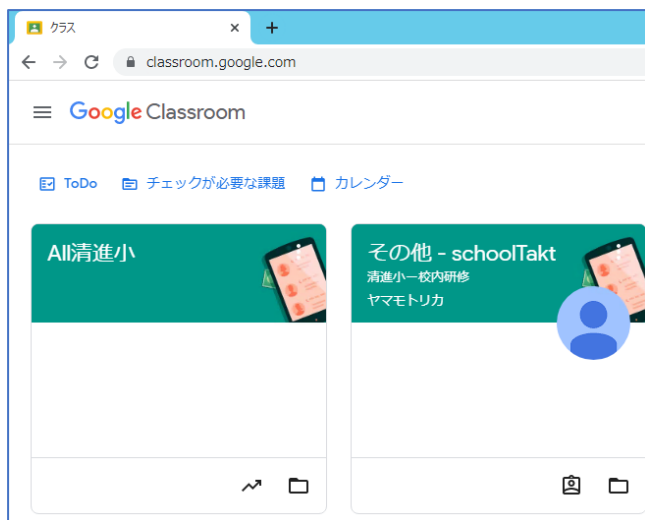 クラス
classroom.google.com
Google Classroom
ToDo チェックが必要な課題 カレンダー
All清進小
その他 - schoolTakt
清進小ー校内研修
ヤマモトリカ